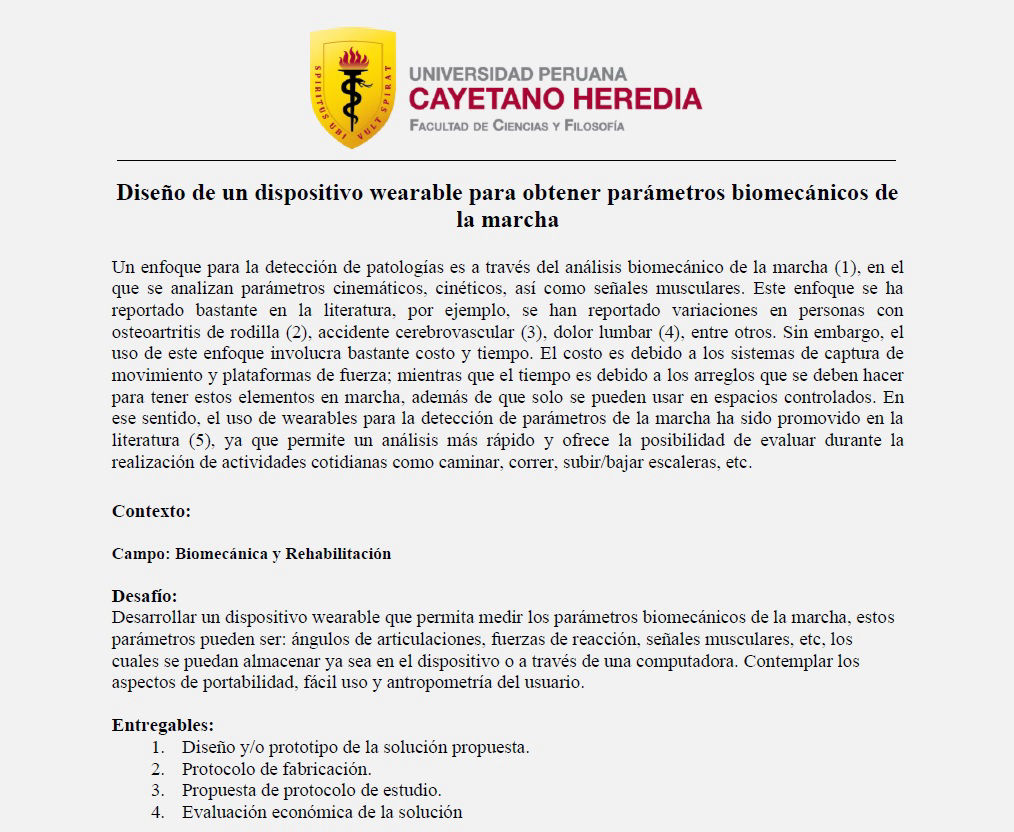 SPIRITUS UBI VULT SPIRAT
UNIVERSIDAD PERUANA
CAYETANO HEREDIA
FACULTAD DE CIENCIAS Y FILOSOFÍA
Diseño de un dispositivo wearable para obtener parámetros biomecánicos de
la marcha
Un enfoque para la detección de patologías es a través del análisis biomecánico de la marcha (1), en el
que se analizan parámetros cinemáticos, cinéticos, así como señales musculares. Este enfoque se ha
reportado bastante en la literatura, por ejemplo, se han reportado variaciones en personas con
osteoartritis de rodilla (2), accidente cerebrovascular (3), dolor lumbar (4), entre otros. Sin embargo, el
uso de este enfoque involucra bastante costo y tiempo. El costo es debido a los sistemas de captura de
movimiento y plataformas de fuerza; mientras que el tiempo es debido a los arreglos que se deben hacer
para tener estos elementos en marcha, además de que solo se pueden usar en espacios controlados. En
ese sentido, el uso de wearables para la detección de parámetros de la marcha ha sido promovido en la
literatura (5), ya que permite un análisis más rápido y ofrece la posibilidad de evaluar durante la
realización de actividades cotidianas como caminar, correr, subir/bajar escaleras, etc.
Contexto:
Campo: Biomecánica y Rehabilitación
Desafío:
Desarrollar un dispositivo wearable que permita medir los parámetros biomecánicos de la marcha, estos
parámetros pueden ser: ángulos de articulaciones, fuerzas de reacción, señales musculares, etc, los
cuales se puedan almacenar ya sea en el dispositivo o a través de una computadora. Contemplar los
aspectos de portabilidad, fácil uso y antropometría del usuario.
Entregables:
1. Diseño y/o prototipo de la solución propuesta.
2. Protocolo de fabricación.
3. Propuesta de protocolo de estudio.
4. Evaluación económica de la solución